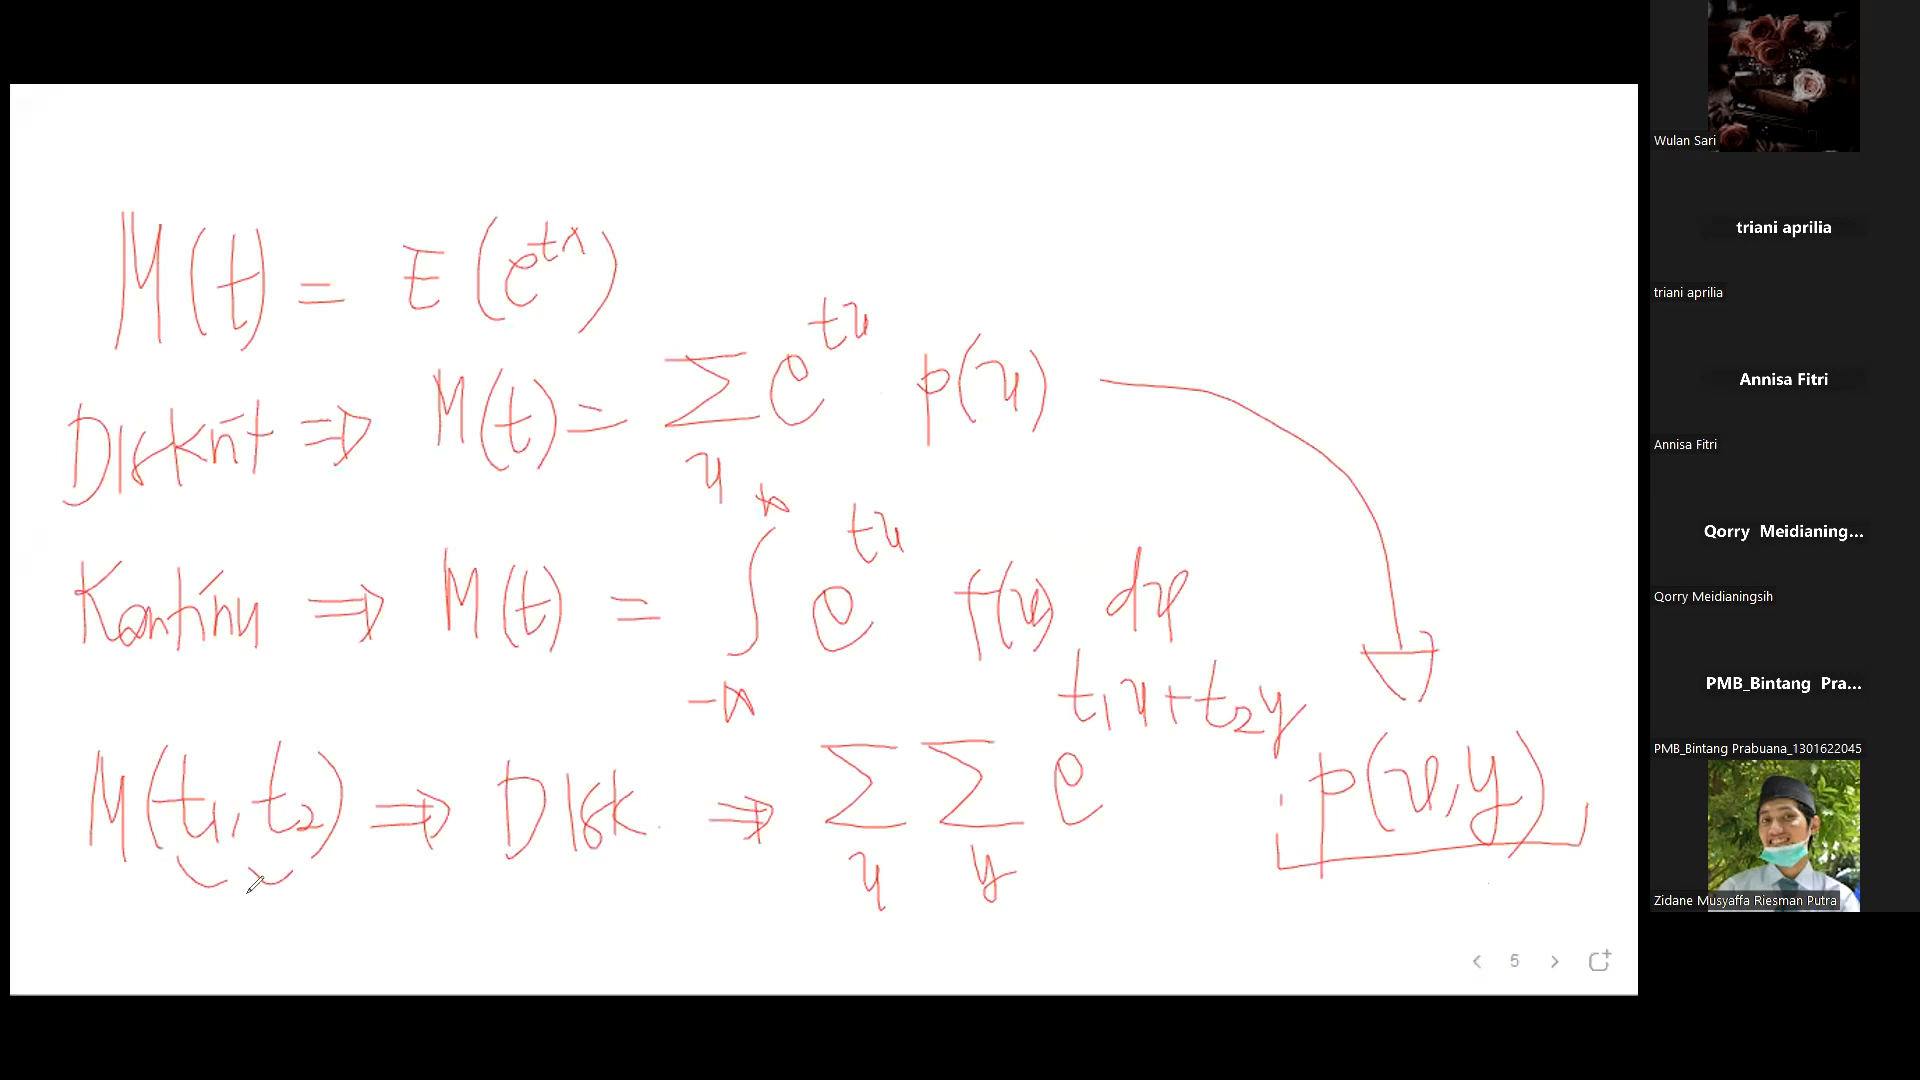 M(t) = E(e^{tx})
Diskrit ⇒ M(t) = Σ_x e^{tx} p(x)
Kontinu ⇒ M(t) = ∫_{-∞}^{∞} e^{tx} f(x) dx
M(t₁, t₂) ⇒ Disk. ⇒ Σ_x Σ_y e^{t₁x+t₂y} p(x,y)
5
Wulan Sari
triani aprilia
triani aprilia
Annisa Fitri
Annisa Fitri
Qorry Meidianing...
Qorry Meidianingsih
PMB_Bintang Pra...
PMB_Bintang Prabuana_1301622045
Zidane Musyaffa Riesman Putra